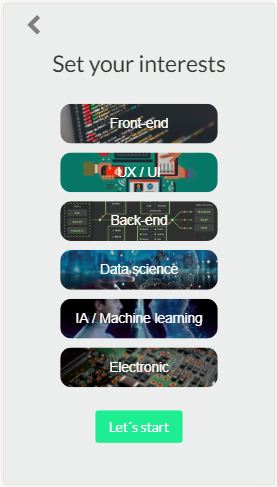 Set your interests
Front-end
UX / UI
Back-end
Data science
IA / Machine learning
Electronic
Let´s start